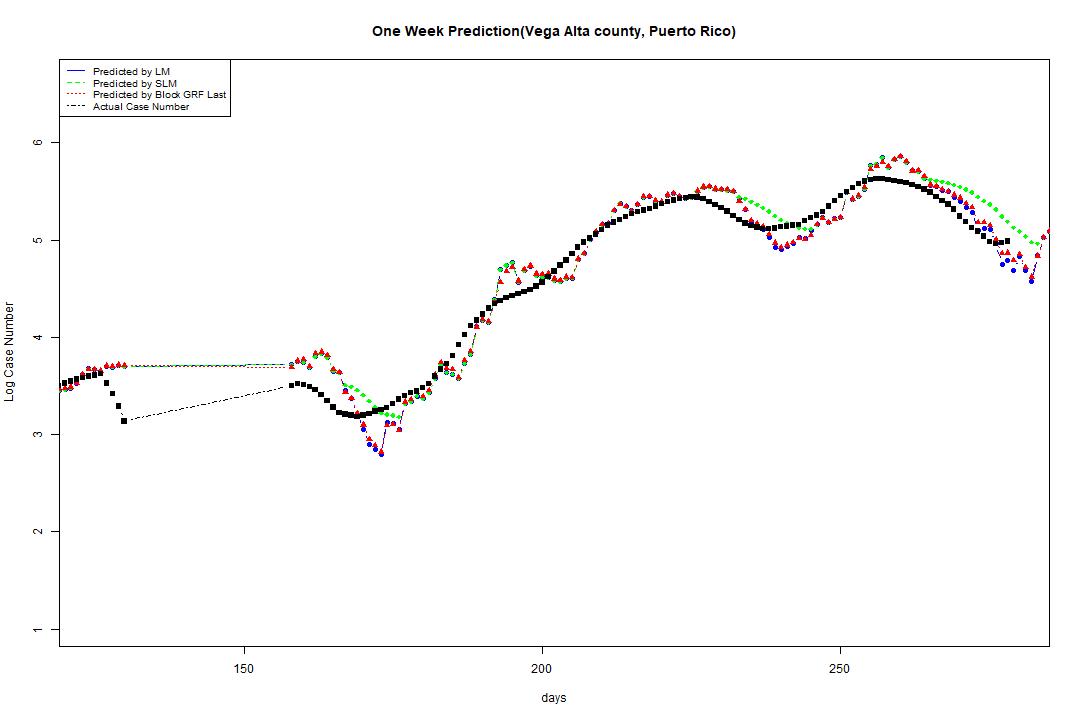 One Week Prediction(Vega Alta county, Puerto Rico)
Predicted by LM
Predicted by SLM
Predicted by Block GRF Last
Actual Case Number
6
5
4
3
2
1
Log Case Number
150
200
250
days